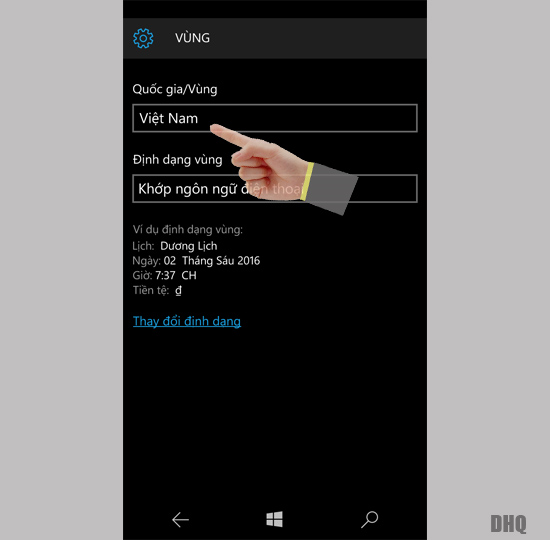 VÙNG
Quốc gia/Vùng
Việt Nam
Định dạng vùng
Khớp ngôn ngữ điện thoại
Ví dụ định dạng vùng:
Lịch: Dương Lịch
Ngày: 02 Tháng Sáu 2016
Giờ: 7:37 CH
Tiền tệ: ₫
Thay đổi định dạng
DHQ